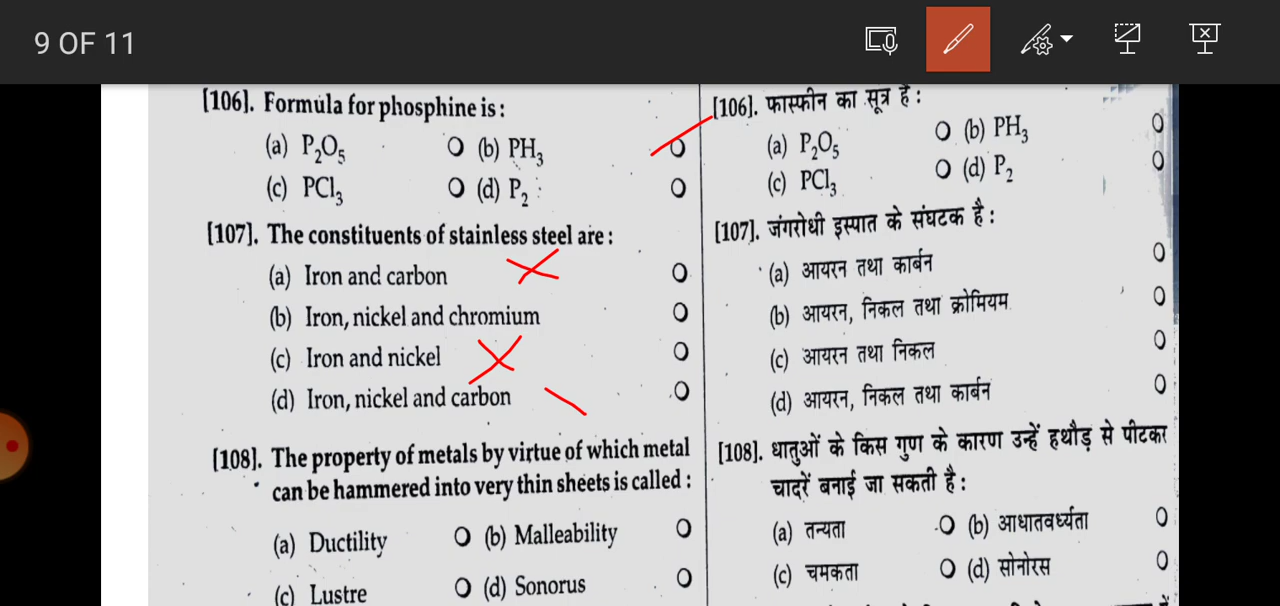 9 OF 11
[106]. Formula for phosphine is :
(a) P₂O₅ O (b) PH₃ O
(c) PCl₃ O (d) P₂ O
[107]. The constituents of stainless steel are :
(a) Iron and carbon O
(b) Iron, nickel and chromium O
(c) Iron and nickel O
(d) Iron, nickel and carbon O
[108]. The property of metals by virtue of which metal
can be hammered into very thin sheets is called :
(a) Ductility O (b) Malleability O
(c) Lustre O (d) Sonorus O
[106]. फास्फीन का सूत्र है :
(a) P₂O₅ O (b) PH₃ O
(c) PCl₃ O (d) P₂ O
[107]. जंगरोधी इस्पात के संघटक है :
(a) आयरन तथा कार्बन O
(b) आयरन, निकल तथा क्रोमियम O
(c) आयरन तथा निकल O
(d) आयरन, निकल तथा कार्बन O
[108]. धातुओं के किस गुण के कारण उन्हें हथौड़ से पीटकर
चादरें बनाई जा सकती है :
(a) तन्यता O (b) आधातवर्ध्यता O
(c) चमकता O (d) सोनोरस O